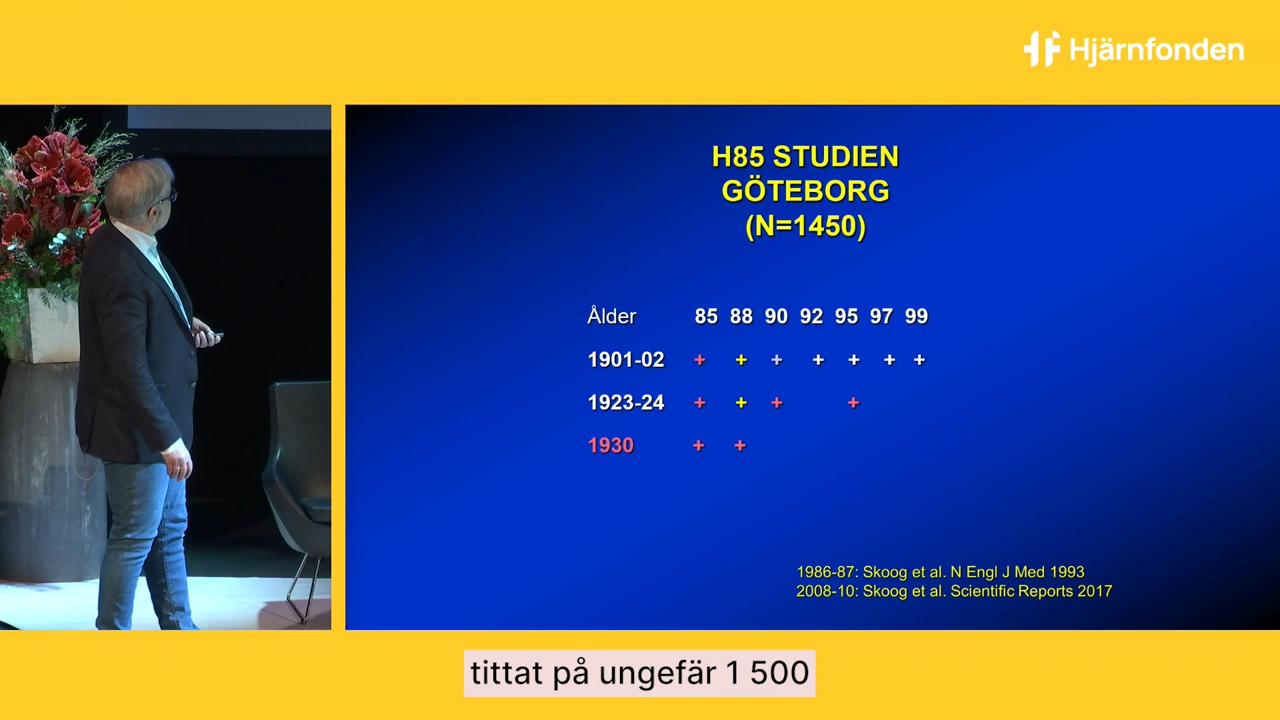 Hjärnfonden
H85 STUDIEN
GÖTEBORG
(N=1450)
Ålder 85 88 90 92 95 97 99
1901-02 + + + + + + +
1923-24 + + + +
1930 + +
1986-87: Skoog et al. N Engl J Med 1993
2008-10: Skoog et al. Scientific Reports 2017
tittat på ungefär 1 500